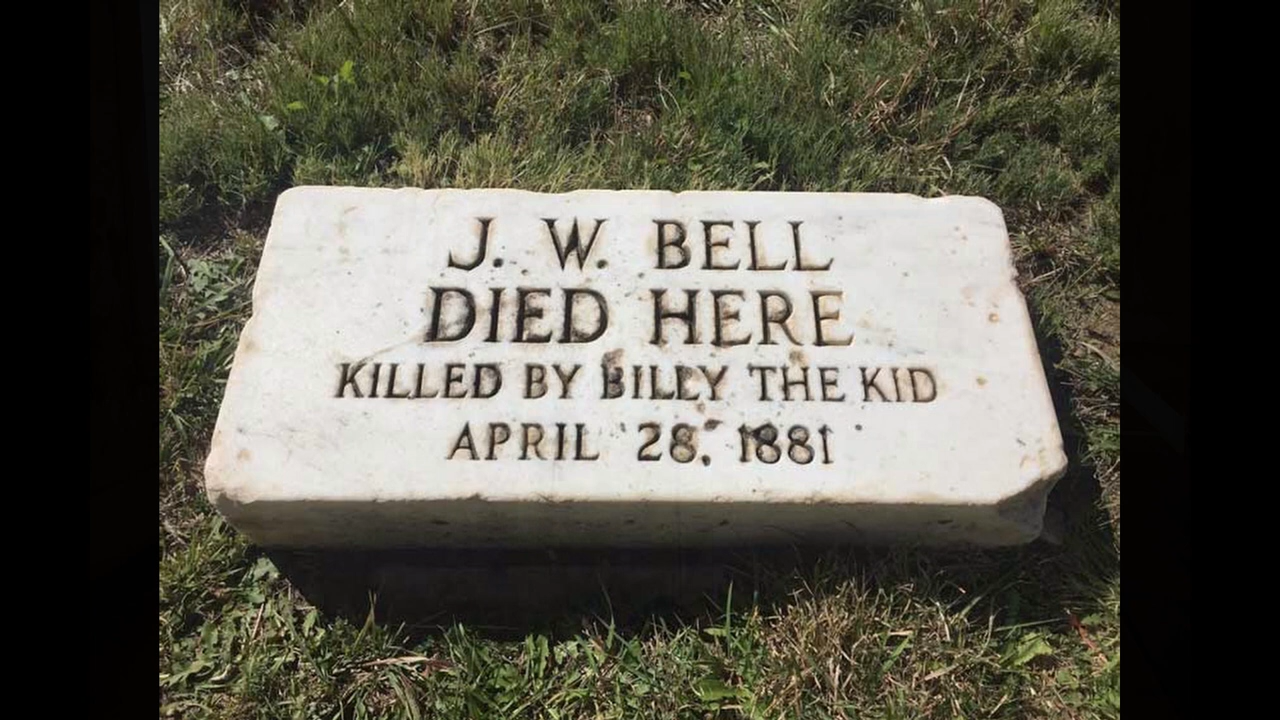 J. W. BELL
DIED HERE
KILLED BY BILLY THE KID
APRIL 28, 1881